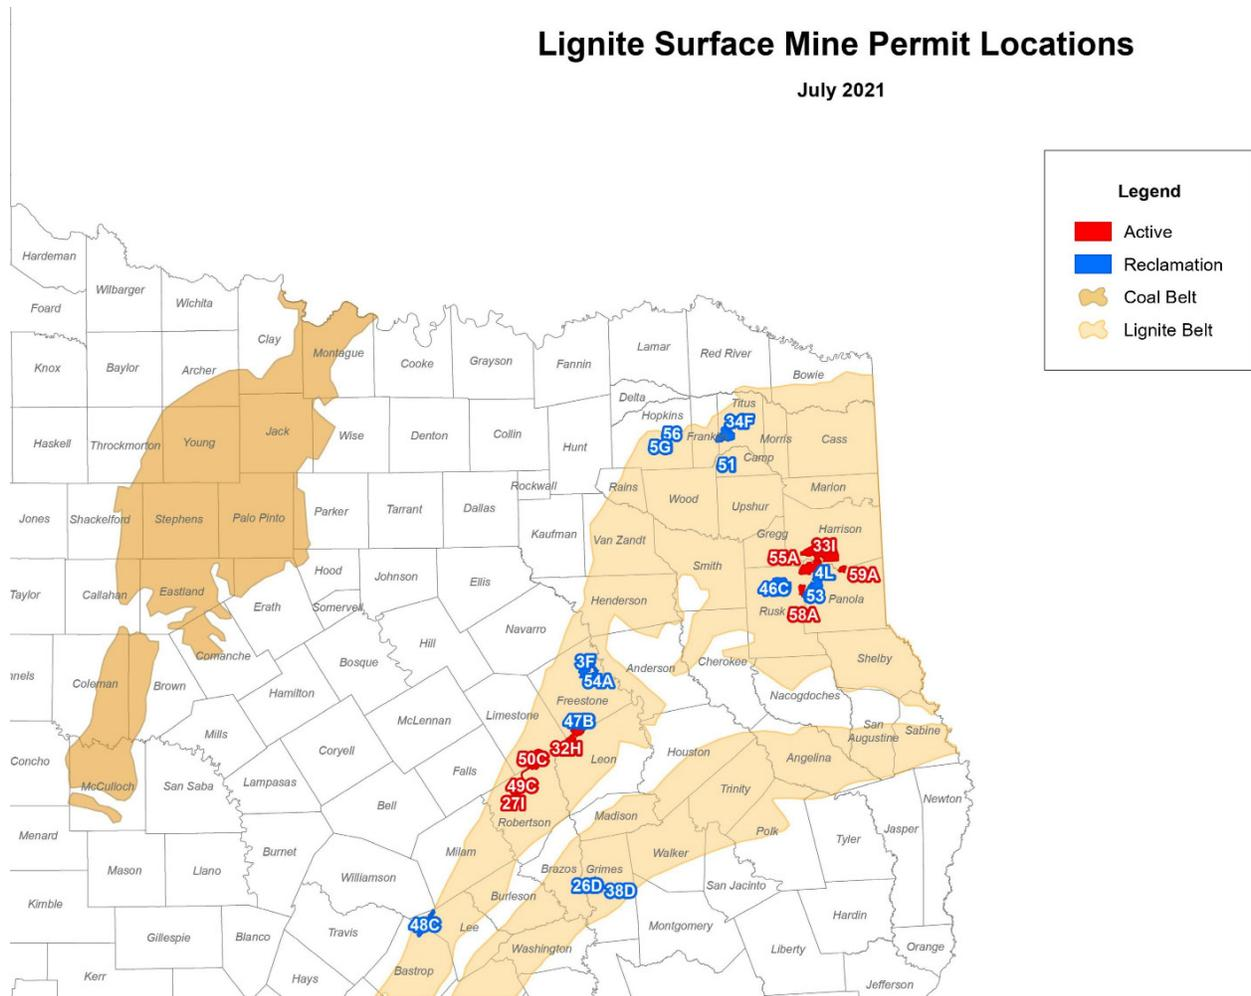 Lignite Surface Mine Permit Locations
July 2021
Legend
Active
Reclamation
Coal Belt
Lignite Belt
Hardeman
Wilbarger
Wichita
Foard
Clay
Montague
Cooke
Grayson
Fannin
Lamar
Red River
Bowie
Knox
Baylor
Archer
Delta
Titus
Hopkins
34F
56
5G
Franklin
Morris
Cass
Haskell
Throckmorton
Young
Jack
Wise
Denton
Collin
Hunt
51
Camp
Rockwall
Rains
Wood
Upshur
Marion
Jones
Shackelford
Stephens
Palo Pinto
Parker
Tarrant
Dallas
Kaufman
Van Zandt
Gregg
Harrison
33I
55A
4L
59A
Smith
46C
53
Panola
Rusk
58A
Taylor
Callahan
Eastland
Hood
Johnson
Ellis
Erath
Somervell
Henderson
Navarro
Hill
Comanche
Bosque
3F
54A
Anderson
Cherokee
Shelby
nnels
Coleman
Brown
Hamilton
Freestone
Nacogdoches
Limestone
McLennan
47B
San
Augustine
Sabine
Mills
Coryell
32H
Houston
Angelina
Concho
50C
Leon
Falls
McCulloch
San Saba
Lampasas
49C
27I
Bell
Robertson
Madison
Trinity
Newton
Menard
Polk
Tyler
Jasper
Mason
Llano
Burnet
Milam
Walker
Williamson
Brazos
Grimes
26D
38D
San Jacinto
Kimble
Burleson
Hardin
48C
Lee
Montgomery
Gillespie
Blanco
Travis
Washington
Liberty
Orange
Kerr
Hays
Bastrop
Jefferson